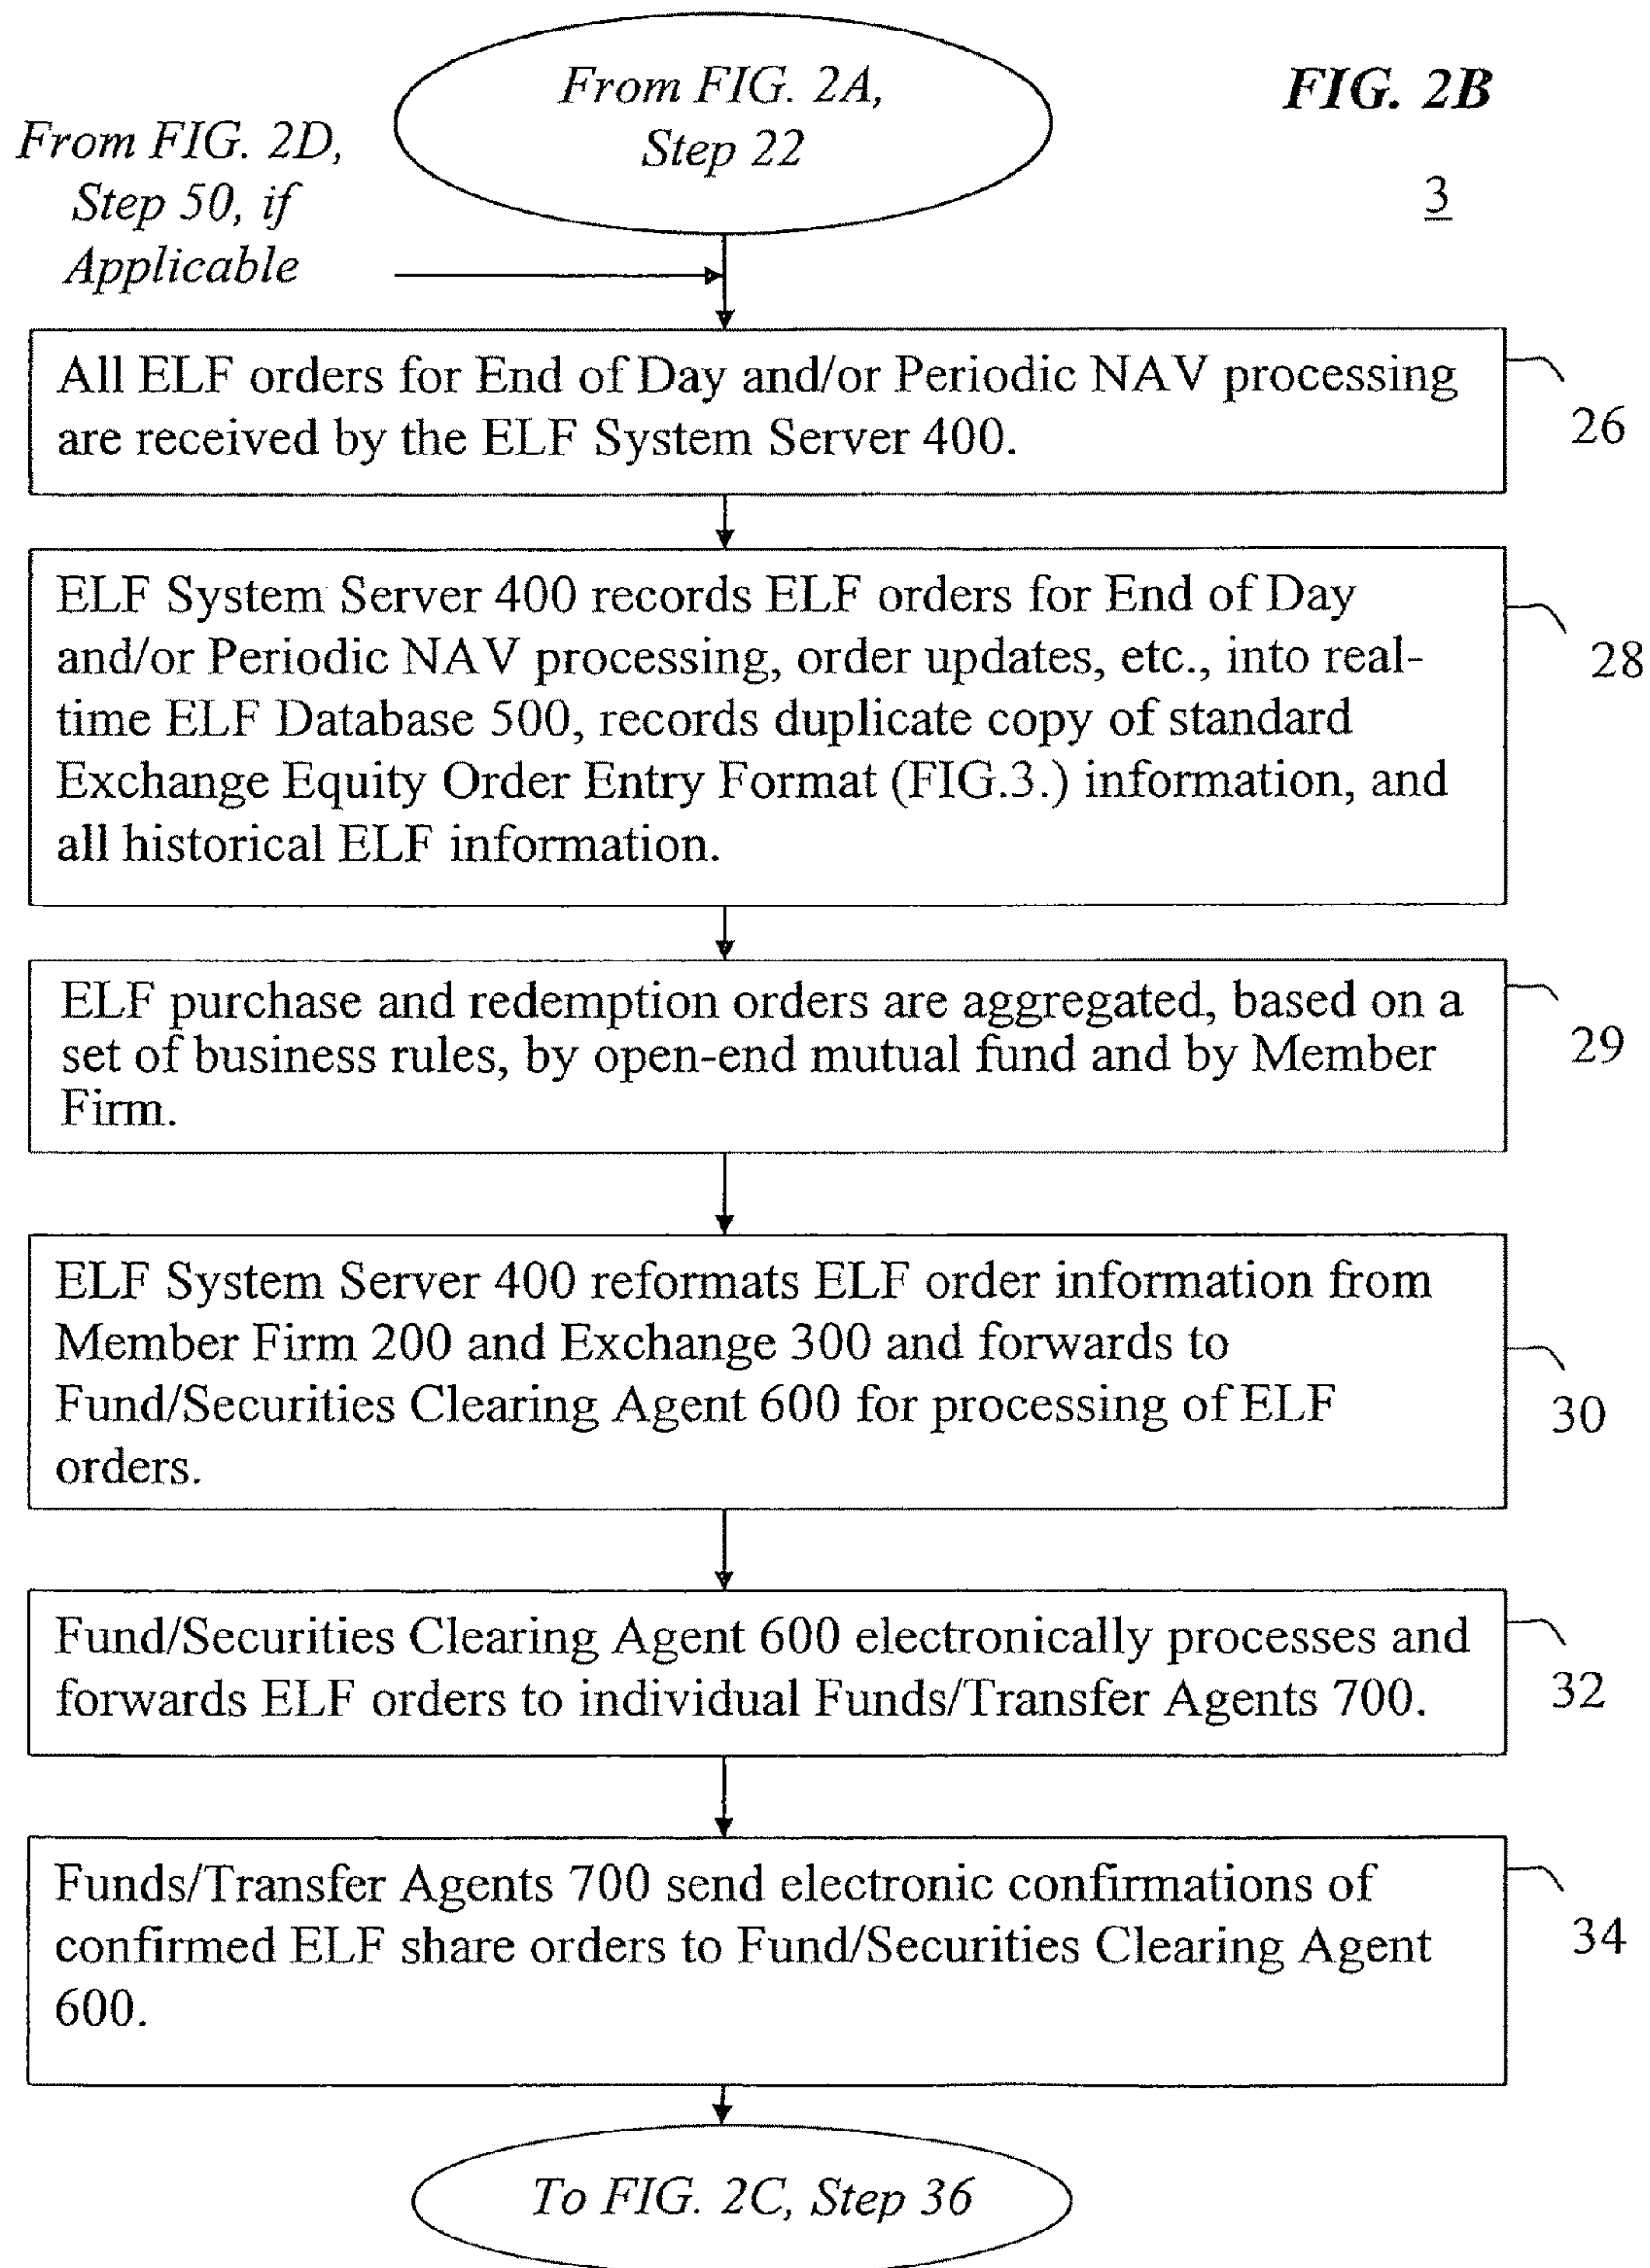 From FIG. 2A,
Step 22
FIG. 2B
3
From FIG. 2D,
Step 50, if
Applicable
All ELF orders for End of Day and/or Periodic NAV processing
are received by the ELF System Server 400.
26
ELF System Server 400 records ELF orders for End of Day
and/or Periodic NAV processing, order updates, etc., into real-
time ELF Database 500, records duplicate copy of standard
Exchange Equity Order Entry Format (FIG.3.) information, and
all historical ELF information.
28
ELF purchase and redemption orders are aggregated, based on a
set of business rules, by open-end mutual fund and by Member
Firm.
29
ELF System Server 400 reformats ELF order information from
Member Firm 200 and Exchange 300 and forwards to
Fund/Securities Clearing Agent 600 for processing of ELF
orders.
30
Fund/Securities Clearing Agent 600 electronically processes and
forwards ELF orders to individual Funds/Transfer Agents 700.
32
Funds/Transfer Agents 700 send electronic confirmations of
confirmed ELF share orders to Fund/Securities Clearing Agent
600.
34
To FIG. 2C, Step 36